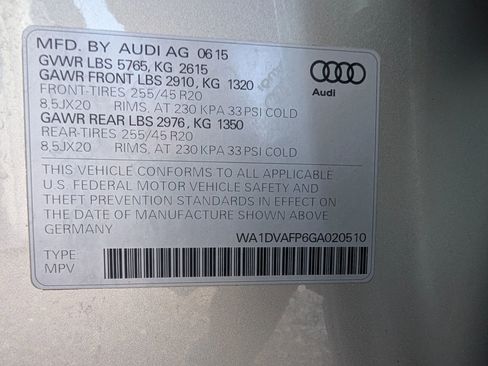 MFD. BY AUDI AG 06 15
GVWR LBS 5765, KG 2615
GAWR FRONT LBS 2910, KG 1320
FRONT-TIRES 255/45 R20
8,5JX20 RIMS, AT 230 KPA 33 PSI COLD
GAWR REAR LBS 2976, KG 1350
REAR-TIRES 255/45 R20
8,5JX20 RIMS, AT 230 KPA 33 PSI COLD
Audi
THIS VEHICLE CONFORMS TO ALL APPLICABLE
U.S. FEDERAL MOTOR VEHICLE SAFETY AND
THEFT PREVENTION STANDARDS IN EFFECT ON
THE DATE OF MANUFACTURE SHOWN ABOVE.
GERMANY
WA1DVAFP6GA020510
TYPE
MPV